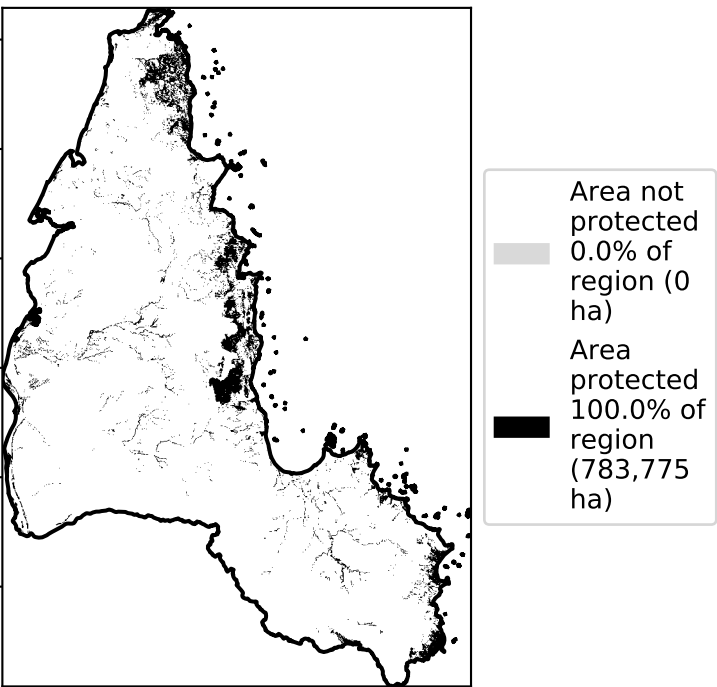 Area not
protected
0.0% of
region (0
ha)
Area
protected
100.0% of
region
(783,775
ha)